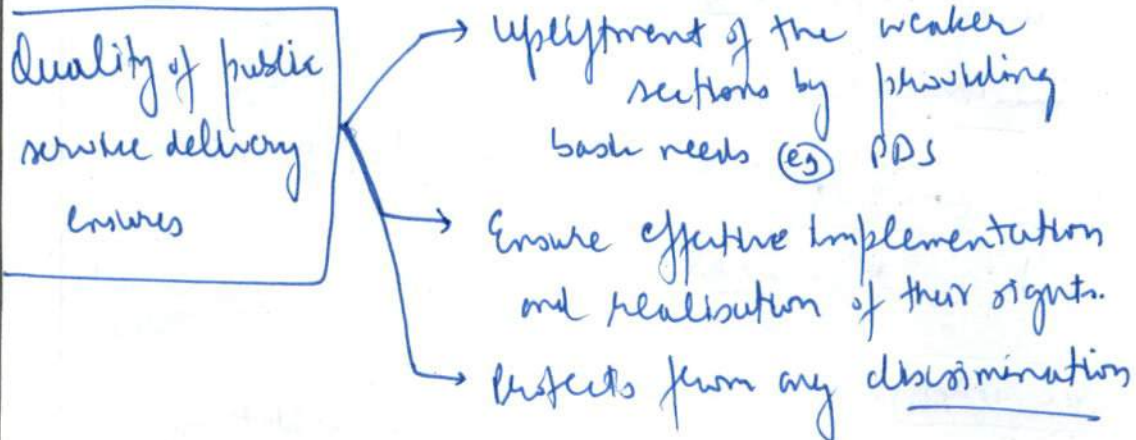 Quality of public
service delivery
ensures
Upliftment of the weaker
sections by providing
basic needs eg PDS
Ensure effective implementation
and realisation of their rights.
Protects from any discrimination